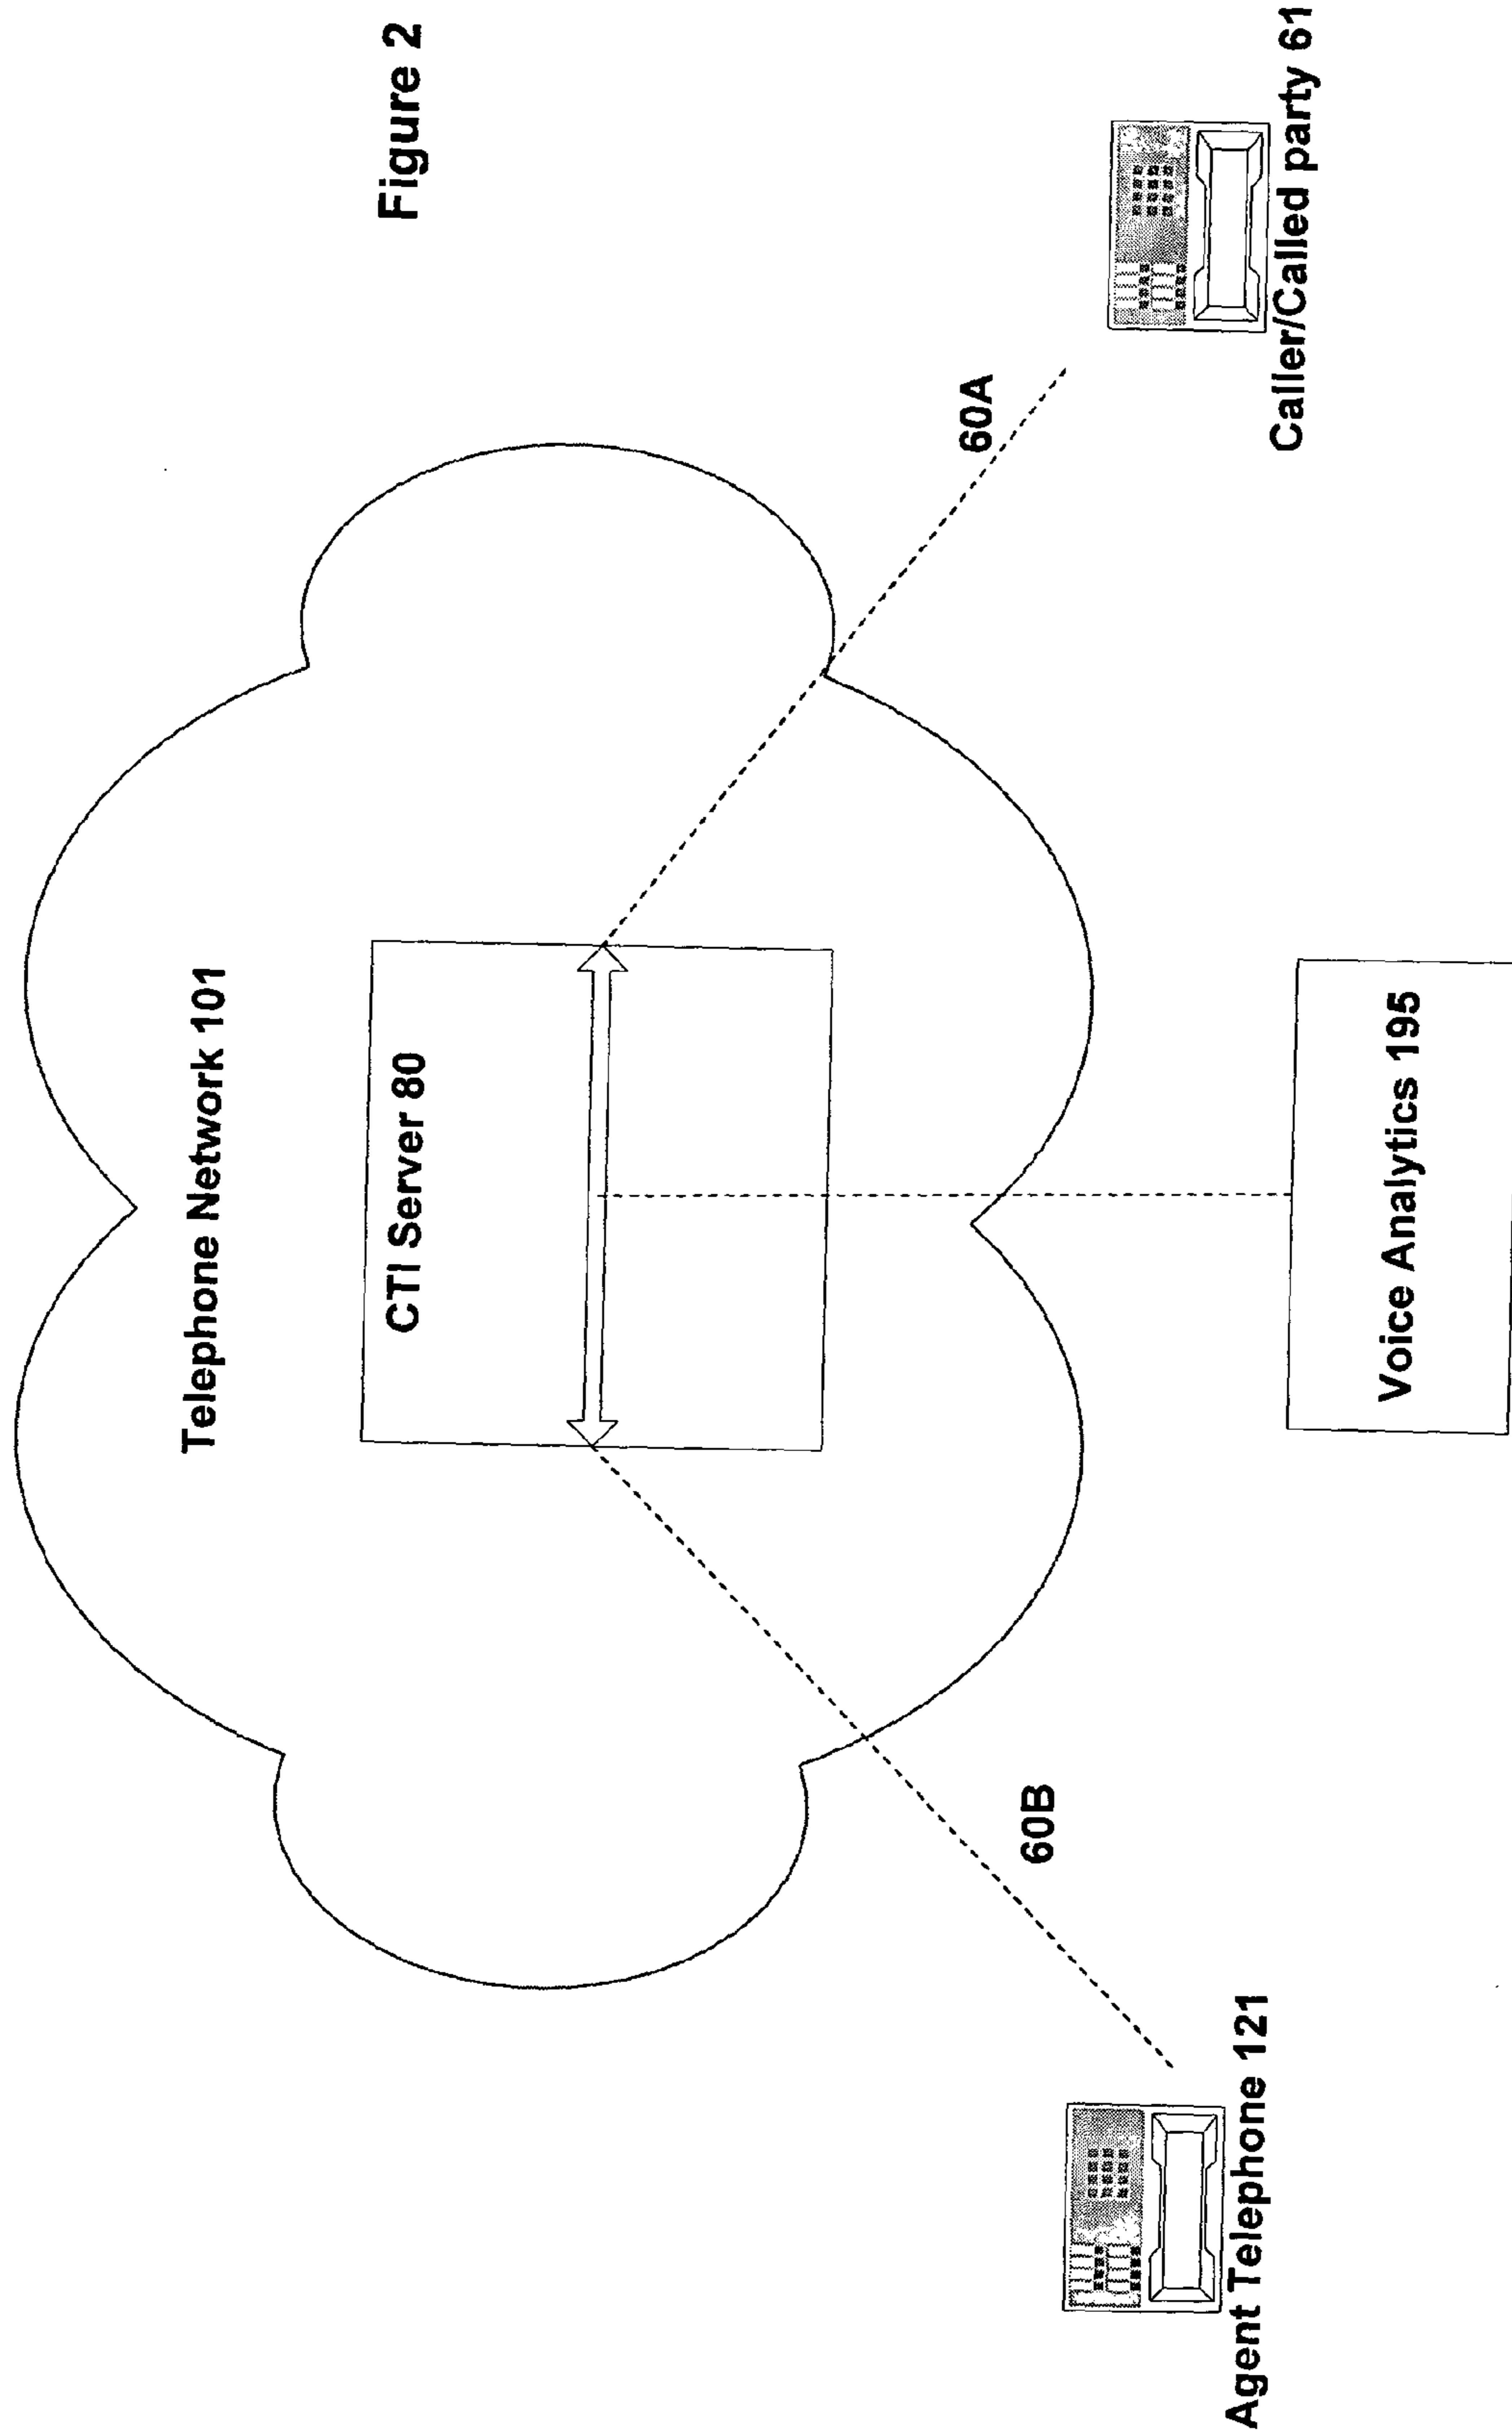 Telephone Network 101
Figure 2
CTI Server 80
60A
60B
Agent Telephone 121
Caller/Called party 61
Voice Analytics 195